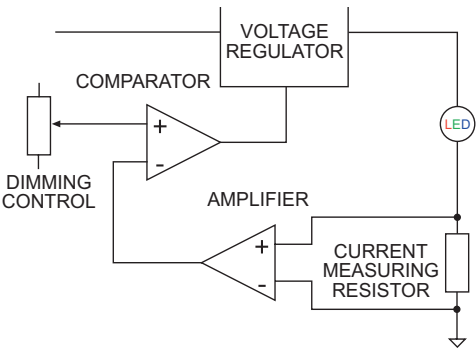 VOLTAGE
REGULATOR
COMPARATOR
+
-
LED
DIMMING
CONTROL
AMPLIFIER
+
-
CURRENT
MEASURING
RESISTOR